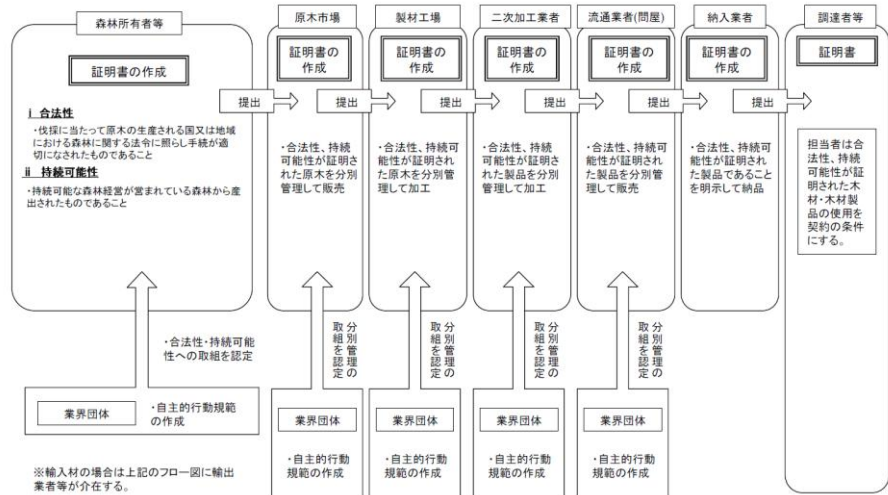 森林所有者等
証明書の作成
ⅰ 合法性
・伐採に当たって原木の生産される国又は地域
における森林に関する法令に照らし手続が適
切になされたものであること
ⅱ 持続可能性
・持続可能な森林経営が営まれている森林から産
出されたものであること
提出
原木市場
証明書の
作成
・合法性、持続
可能性が証明さ
れた原木を分別
管理して販売
提出
製材工場
証明書の
作成
・合法性、持続可
能性が証明され
た原木を分別管
理して加工
提出
二次加工業者
証明書の
作成
・合法性、持続可
能性が証明され
た製品を分別管
理して加工
提出
流通業者(問屋)
証明書の
作成
・合法性、持続可
能性が証明され
た製品を分別管
理して販売
提出
納入業者
証明書の
作成
・合法性、持続可
能性が証明され
た製品であることを
明示して納品
提出
調達者等
証明書
担当者は合
法性、持続
可能性が証
明された木
材・木材製
品の使用を
契約の条件
にする。
・合法性・持続可能
性への取組を認定
業界団体
・自主的行動規範
の作成
分別管理の
取組を認定
業界団体
・自主的行動
規範の作成
分別管理の
取組を認定
業界団体
・自主的行動
規範の作成
分別管理の
取組を認定
業界団体
・自主的行動
規範の作成
分別管理の
取組を認定
業界団体
・自主的行動
規範の作成
※輸入材の場合は上記のフロー図に輸出
業者等が介在する。